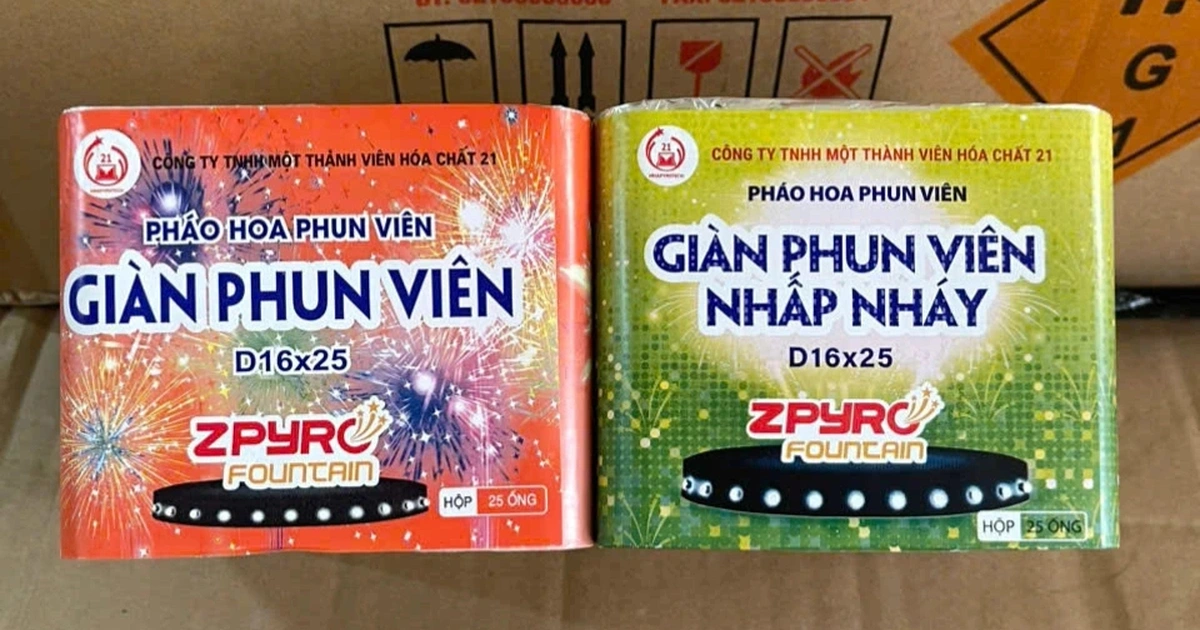 21
CÔNG TY TNHH MỘT THÀNH VIÊN HÓA CHẤT 21
PHÁO HOA PHUN VIÊN
GIÀN PHUN VIÊN
D16x25
ZPYRO
FOUNTAIN
HỘP 25 ỐNG
21
CÔNG TY TNHH MỘT THÀNH VIÊN HÓA CHẤT 21
PHÁO HOA PHUN VIÊN
GIÀN PHUN VIÊN
NHẤP NHÁY
D16x25
ZPYRO
FOUNTAIN
HỘP 25 ỐNG
G